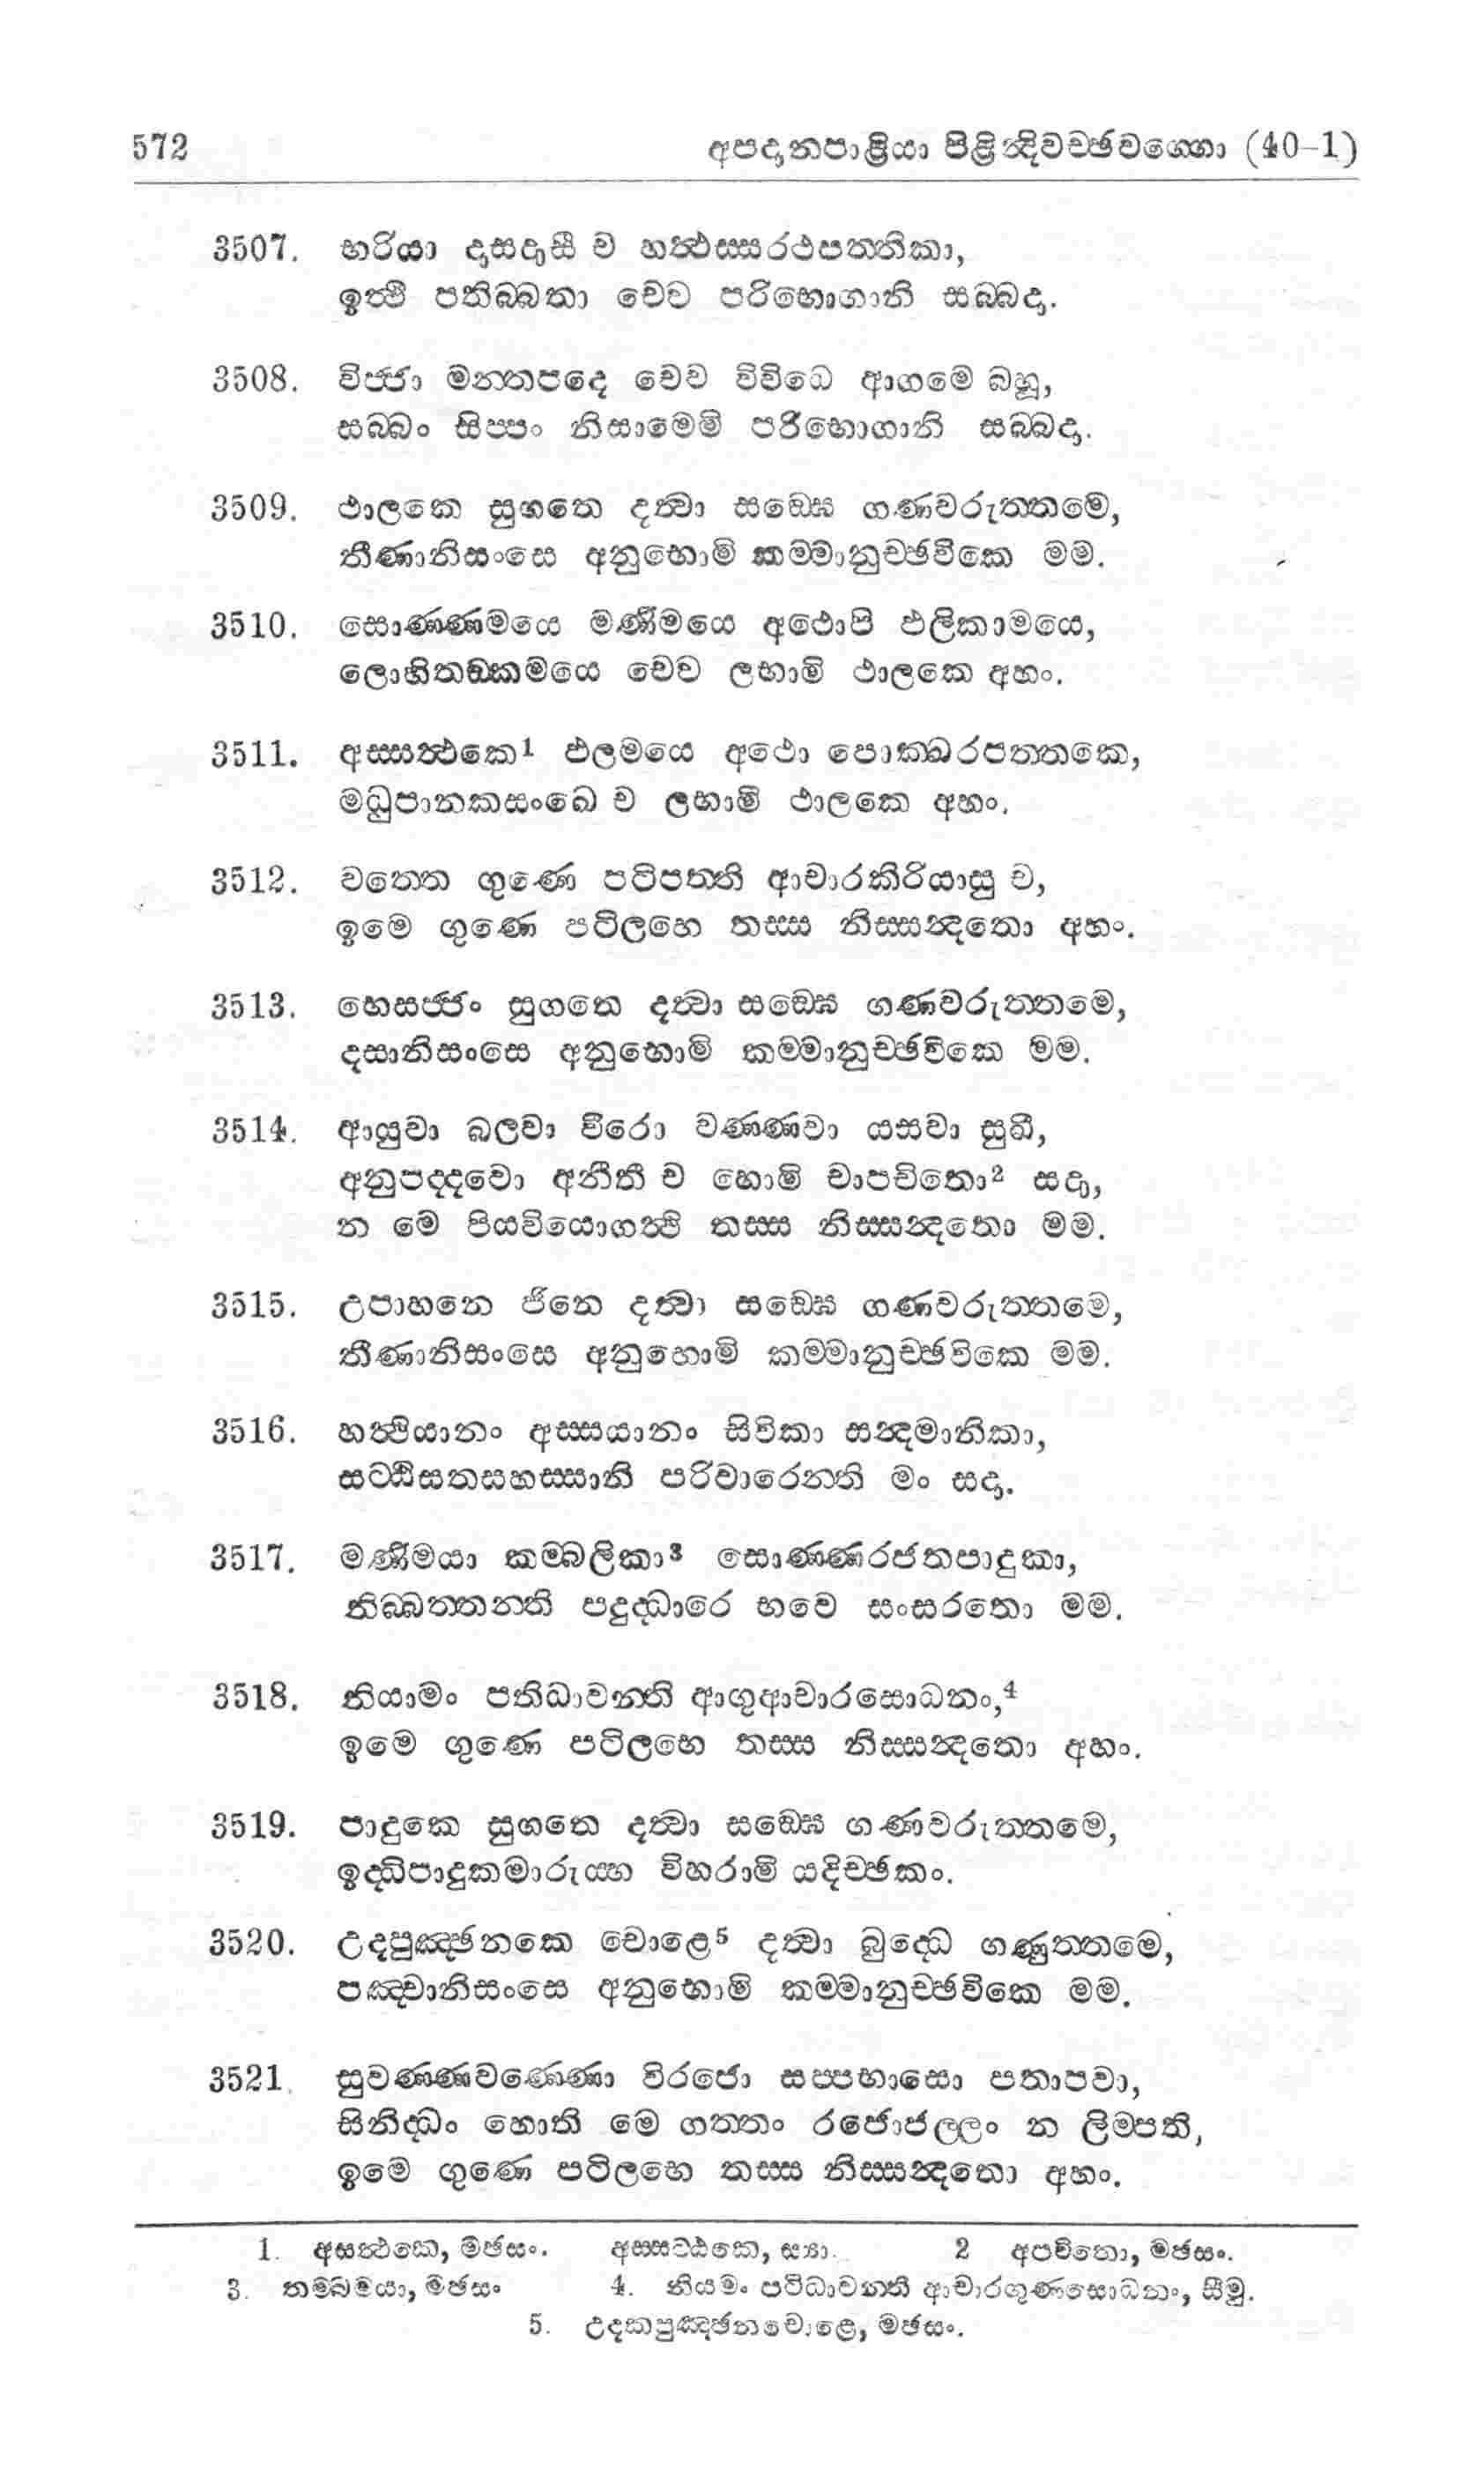 572 අපදානපාළියා පිළින්දිවච්ඡවග්ගො (40-1)
3507. භරියා දාසදාසී ච හත්ථස්සරථපත්තිකා,
ඉත්ථි පතිබ්බතා චෙව පරිභොගානි සබ්බදා.
3508. විජ්ජා මන්තපදෙ චෙව විවිධෙ ආගමෙ බහූ,
සබ්බං සිප්පං නිසාමෙමි පරිභොගානි සබ්බදා.
3509. ථාලකෙ සුගතෙ දත්වා සඞ්ඝෙ ගණවරුත්තමෙ,
තීණානිසංසෙ අනුභොමි කම්මානුච්ඡවිකෙ මම.
3510. සොණ්ණමයෙ මණිමයෙ අථොපි ඵලිකාමයෙ,
ලොහිතඞ්කමයෙ චෙව ලභාමි ථාලකෙ අහං.
3511. අස්සත්ථකෙ1 ඵලමයෙ අථො පොක්ඛරපත්තකෙ,
මධුපානකසංඛෙ ච ලභාමි ථාලකෙ අහං.
3512. වත්තෙ ගුණෙ පටිපත්ති ආචාරකිරියාසු ච,
ඉමෙ ගුණෙ පටිලභෙ තස්ස නිස්සන්දතො අහං.
3513. භෙසජ්ජං සුගතෙ දත්වා සඞ්ඝෙ ගණවරුත්තමෙ,
දසානිසංසෙ අනුභොමි කම්මානුච්ඡවිකෙ මම.
3514. ආයුවා බලවා වීරො වණ්ණවා යසවා සුඛී,
අනුපද්දවො අනීතී ච හොමි චාපචිතො2 සදා,
න මෙ පියවියොගත්ථි තස්ස නිස්සන්දතො මම.
3515. උපාහනෙ ජිනෙ දත්වා සඞ්ඝෙ ගණවරුත්තමෙ,
තීණානිසංසෙ අනුභොමි කම්මානුච්ඡවිකෙ මම.
3516. හත්ථියානං අස්සයානං සිවිකා සන්දමානිකා,
සට්ඨිසතසහස්සානි පරිවාරෙන්ති මං සදා.
3517. මණිමයා කම්බලිකා3 සොණ්ණරජතපාදුකා,
නිබ්බත්තන්ති පදුද්ධාරෙ භවෙ සංසරතො මම.
3518. නියාමං පතිධාවන්ති ආගුආචාරසොධනං,4
ඉමෙ ගුණෙ පටිලභෙ තස්ස නිස්සන්දතො අහං.
3519. පාදුකෙ සුගතෙ දත්වා සඞ්ඝෙ ගණවරුත්තමෙ,
ඉද්ධිපාදුකමාරුය්හ විහරාමි යදිච්ඡකං.
3520. උදපුඤ්ඡනකෙ චොළෙ5 දත්වා බුද්ධෙ ගණුත්තමෙ,
පඤ්චානිසංසෙ අනුභොමි කම්මානුච්ඡවිකෙ මම.
3521. සුවණ්ණවණ්ණො විරජො සප්පභාසො පතාපවා,
සිනිද්ධං හොති මෙ ගත්තං රජොජල්ලං න ලිම්පති,
ඉමෙ ගුණෙ පටිලභෙ තස්ස නිස්සන්දතො අහං.
1. අසත්ථකෙ, මඡසං. අස්සට්ඨකෙ, ස්‍යා. 2 අපචිතො, මඡසං.
3. තම්බමයා, මඡසං 4. නියමං පටිධාවන්තී ආචාරගුණසොධනං, සීමු.
5. උදකපුඤ්ඡනචොළෙ, මඡසං.